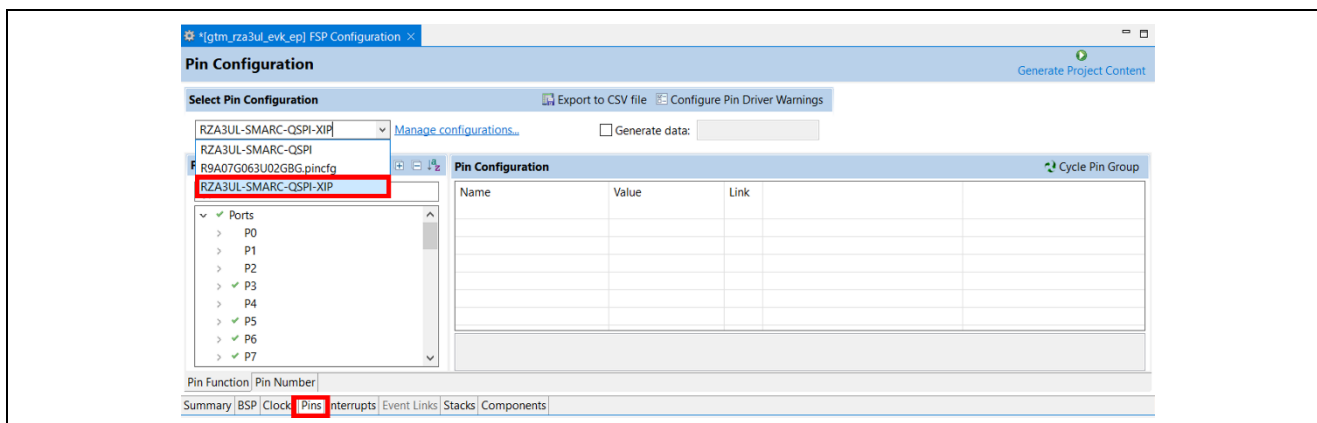 *[gtm_rza3ul_evk_ep] FSP Configuration
Pin Configuration
Generate Project Content
Select Pin Configuration
Export to CSV file
Configure Pin Driver Warnings
RZA3UL-SMARC-QSPI-XIP
Manage configurations...
Generate data:
RZA3UL-SMARC-QSPI
R9A07G063U02GBG.pincfg
RZA3UL-SMARC-QSPI-XIP
Pin Configuration
Cycle Pin Group
Name Value Link
Ports
P0
P1
P2
P3
P4
P5
P6
P7
Pin Function Pin Number
Summary BSP Clock Pins nterrupts Event Links Stacks Components